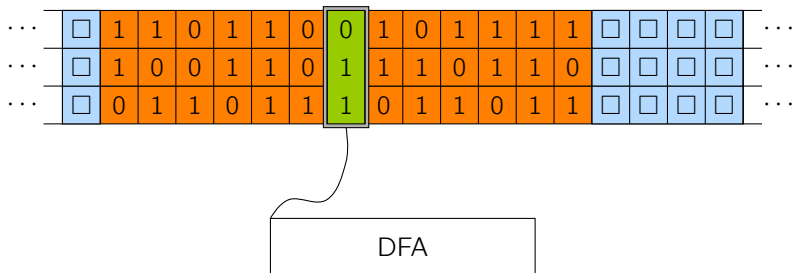 ··· □ 1 1 0 1 1 0 0 1 0 1 1 1 1 □ □ □ □ ···
··· □ 1 0 0 1 1 0 1 1 1 0 1 1 0 □ □ □ □ ···
··· □ 0 1 1 0 1 1 1 0 1 1 0 1 1 □ □ □ □ ···
DFA